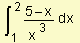 ∫₁² (5−x)/x³ dx